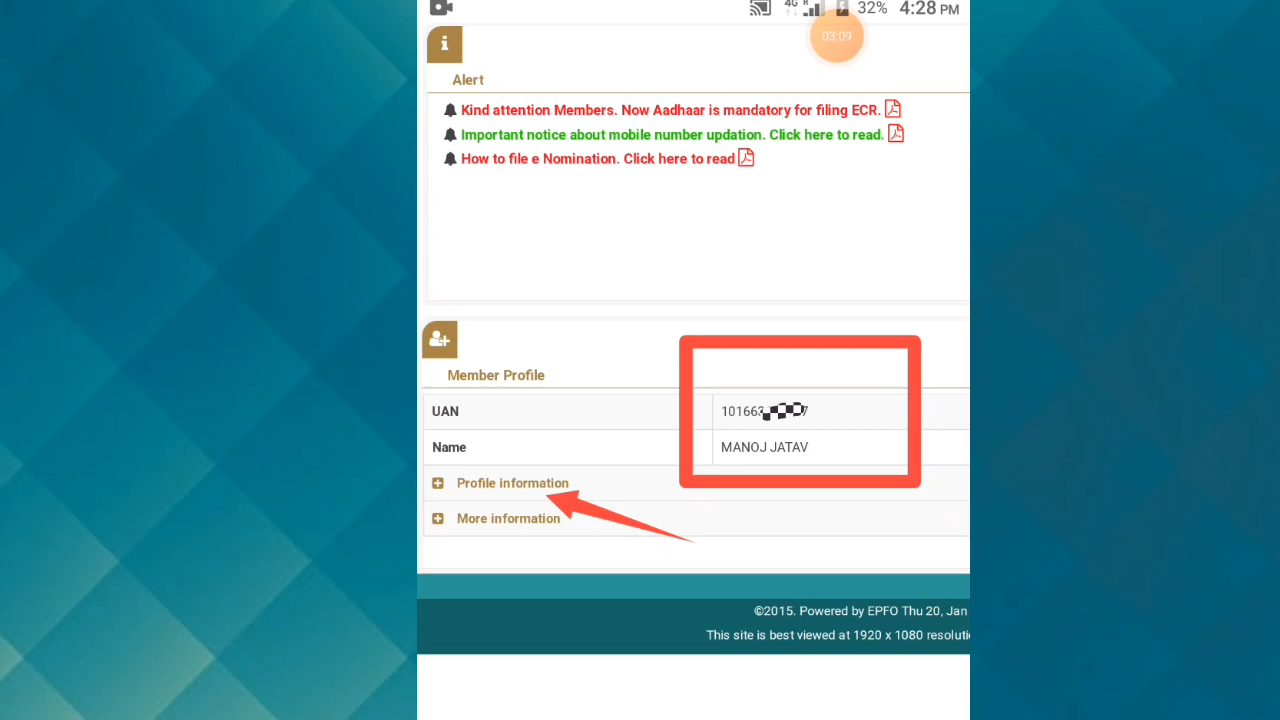 4G R 32% 4:28 PM
03:09
Alert
Kind attention Members. Now Aadhaar is mandatory for filing ECR.
Important notice about mobile number updation. Click here to read.
How to file e Nomination. Click here to read
Member Profile
UAN 101663 7
Name MANOJ JATAV
Profile information
More information
©2015. Powered by EPFO Thu 20, Jan
This site is best viewed at 1920 x 1080